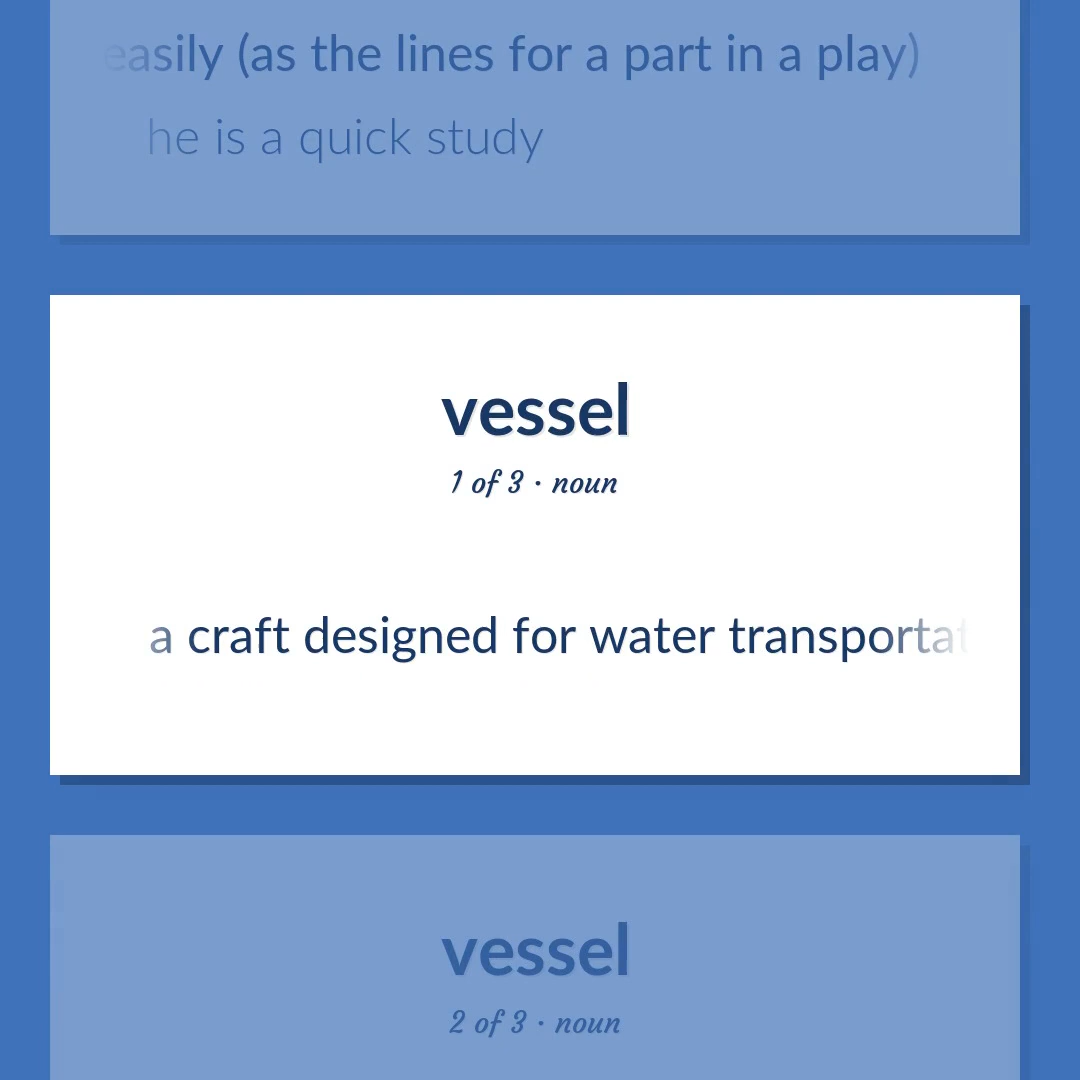 easily (as the lines for a part in a play)
he is a quick study
vessel
1 of 3 · noun
a craft designed for water transportat
vessel
2 of 3 · noun